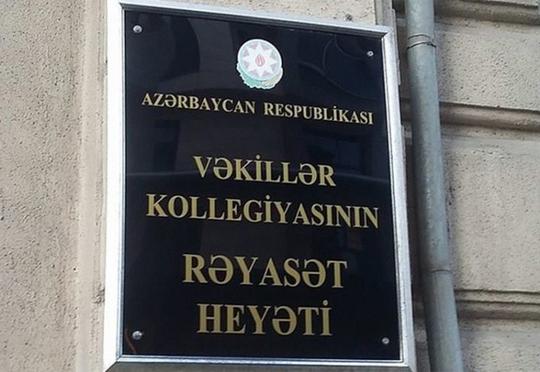 AZƏRBAYCAN RESPUBLİKASI
VƏKİLLƏR
KOLLEGİYASININ
RƏYASƏT
HEYƏTİ